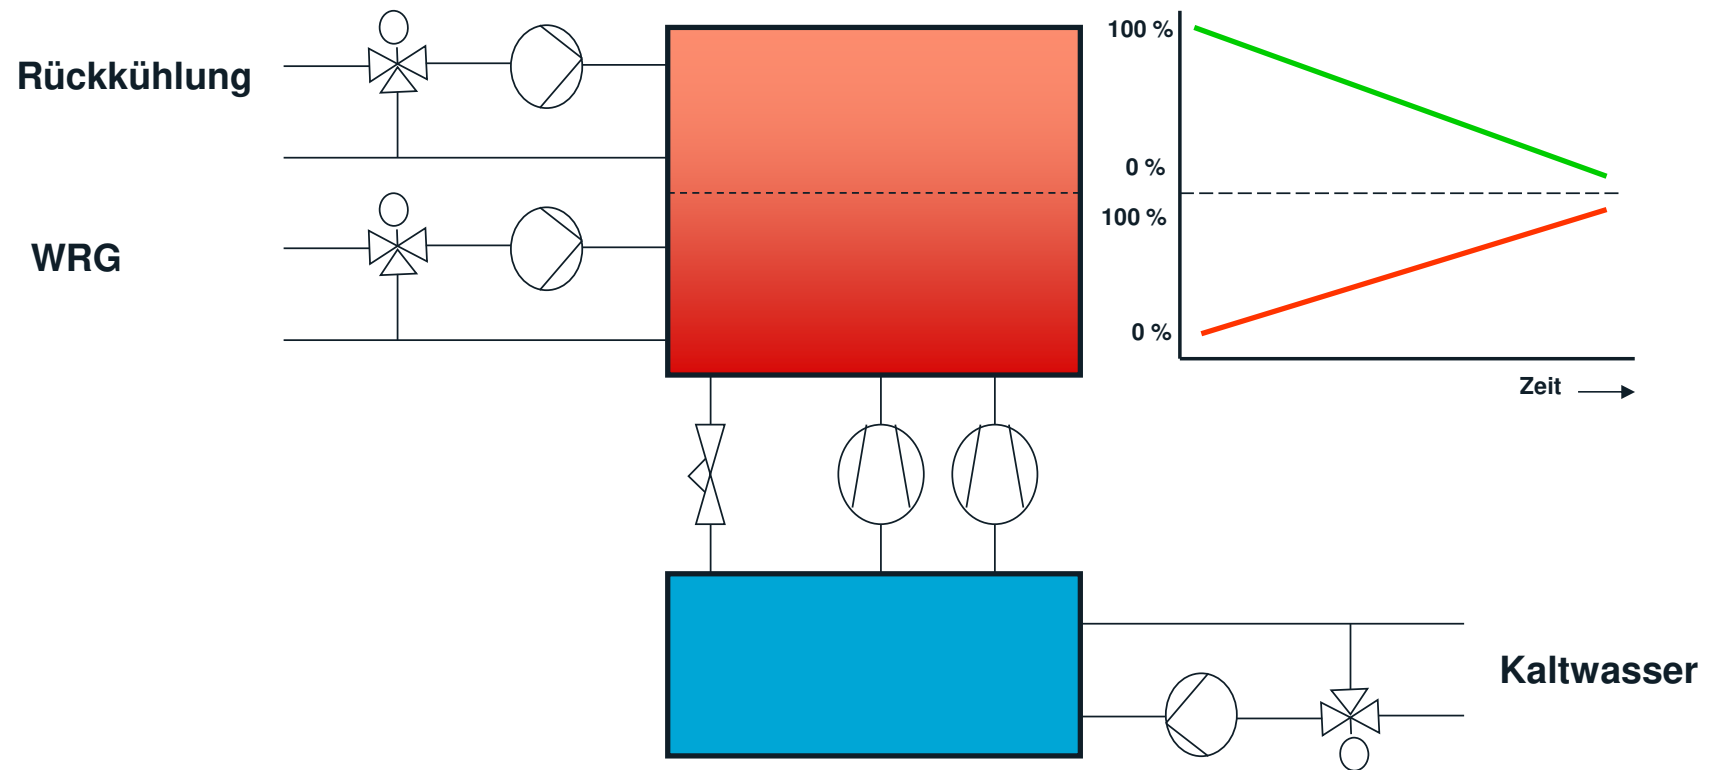 Rückkühlung
WRG
100 %
0 %
100 %
0 %
Zeit
Kaltwasser